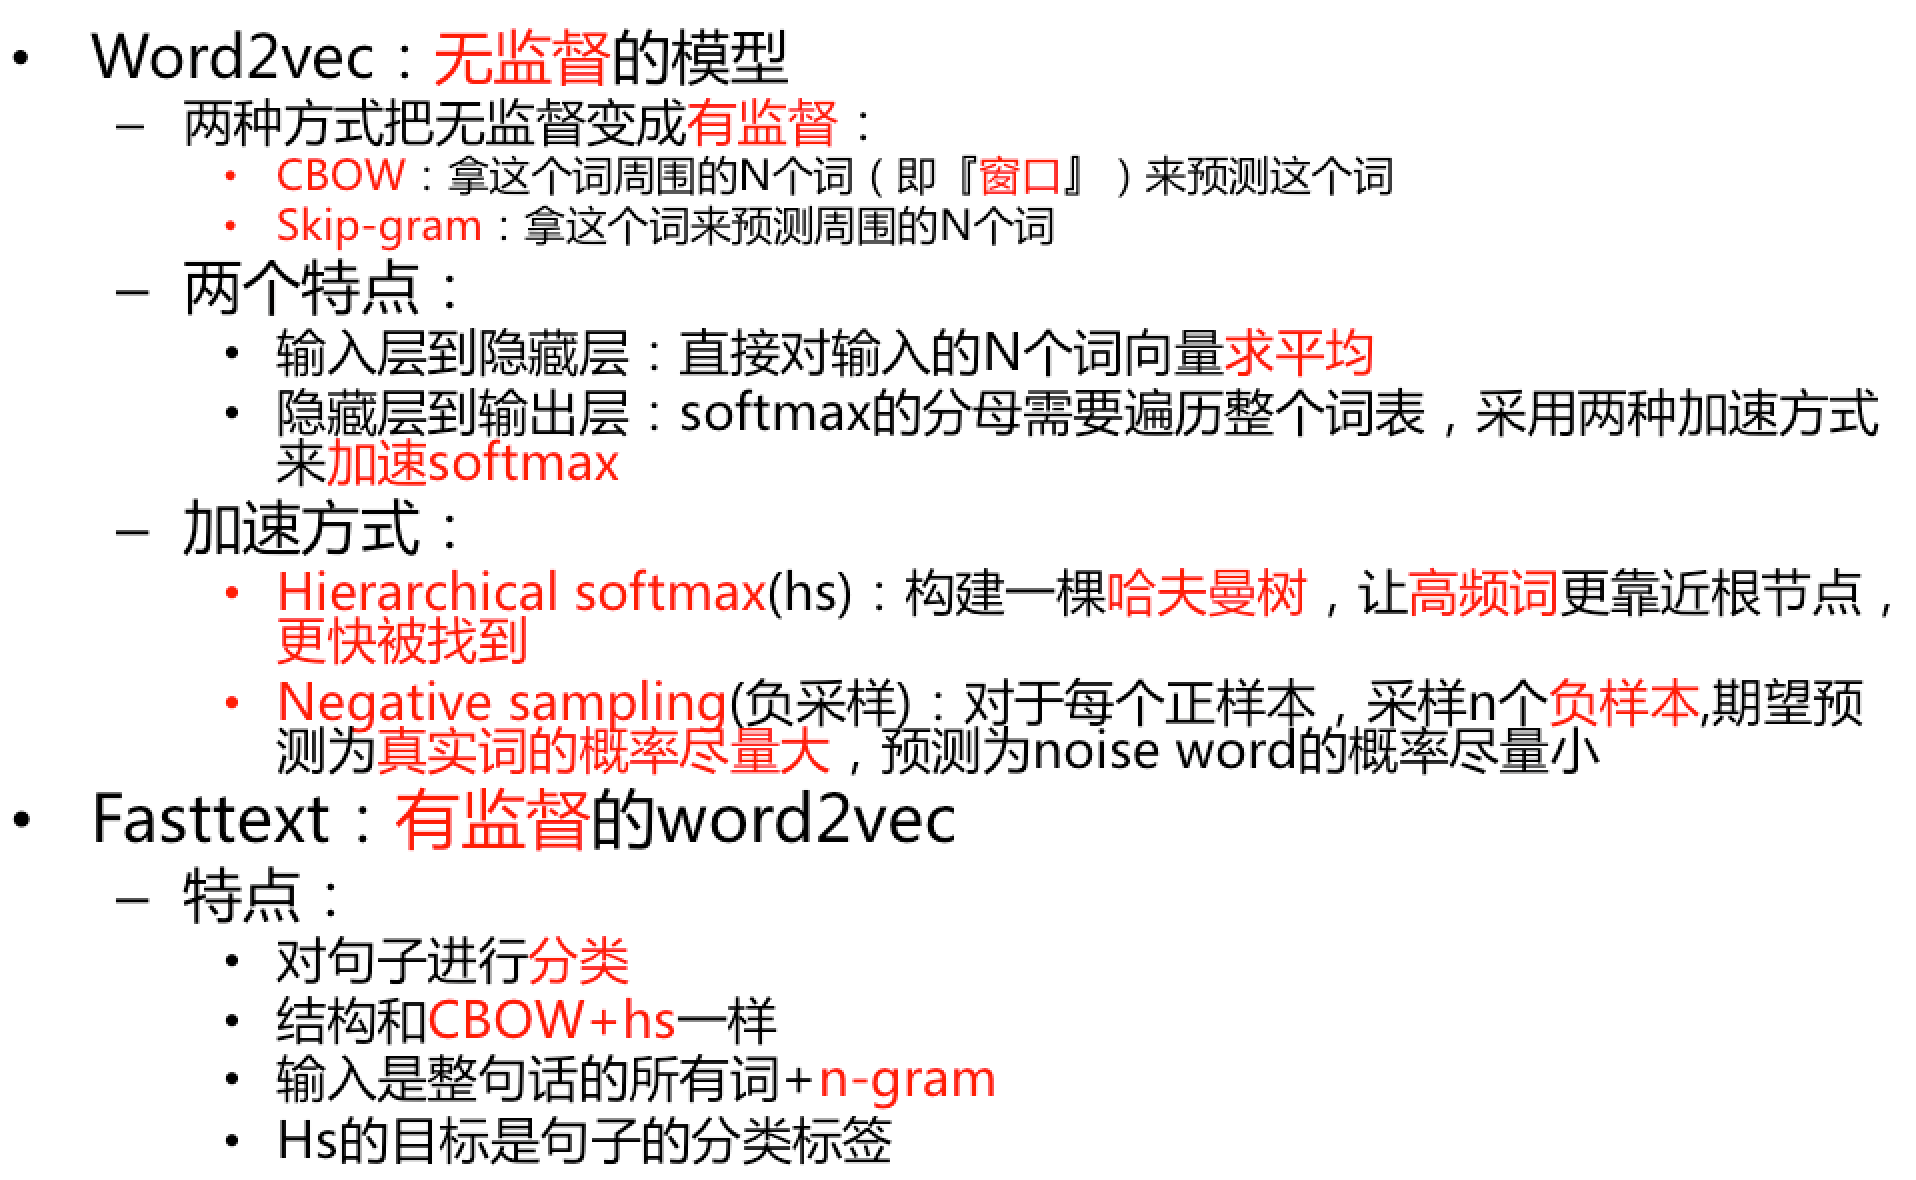 • Word2vec：无监督的模型
– 两种方式把无监督变成有监督：
• CBOW：拿这个词周围的N个词（即『窗口』）来预测这个词
• Skip-gram：拿这个词来预测周围的N个词
– 两个特点：
• 输入层到隐藏层：直接对输入的N个词向量求平均
• 隐藏层到输出层：softmax的分母需要遍历整个词表，采用两种加速方式
来加速softmax
– 加速方式：
• Hierarchical softmax(hs)：构建一棵哈夫曼树，让高频词更靠近根节点，
更快被找到
• Negative sampling(负采样)：对于每个正样本，采样n个负样本,期望预
测为真实词的概率尽量大，预测为noise word的概率尽量小
• Fasttext：有监督的word2vec
– 特点：
• 对句子进行分类
• 结构和CBOW+hs一样
• 输入是整句话的所有词+n-gram
• Hs的目标是句子的分类标签